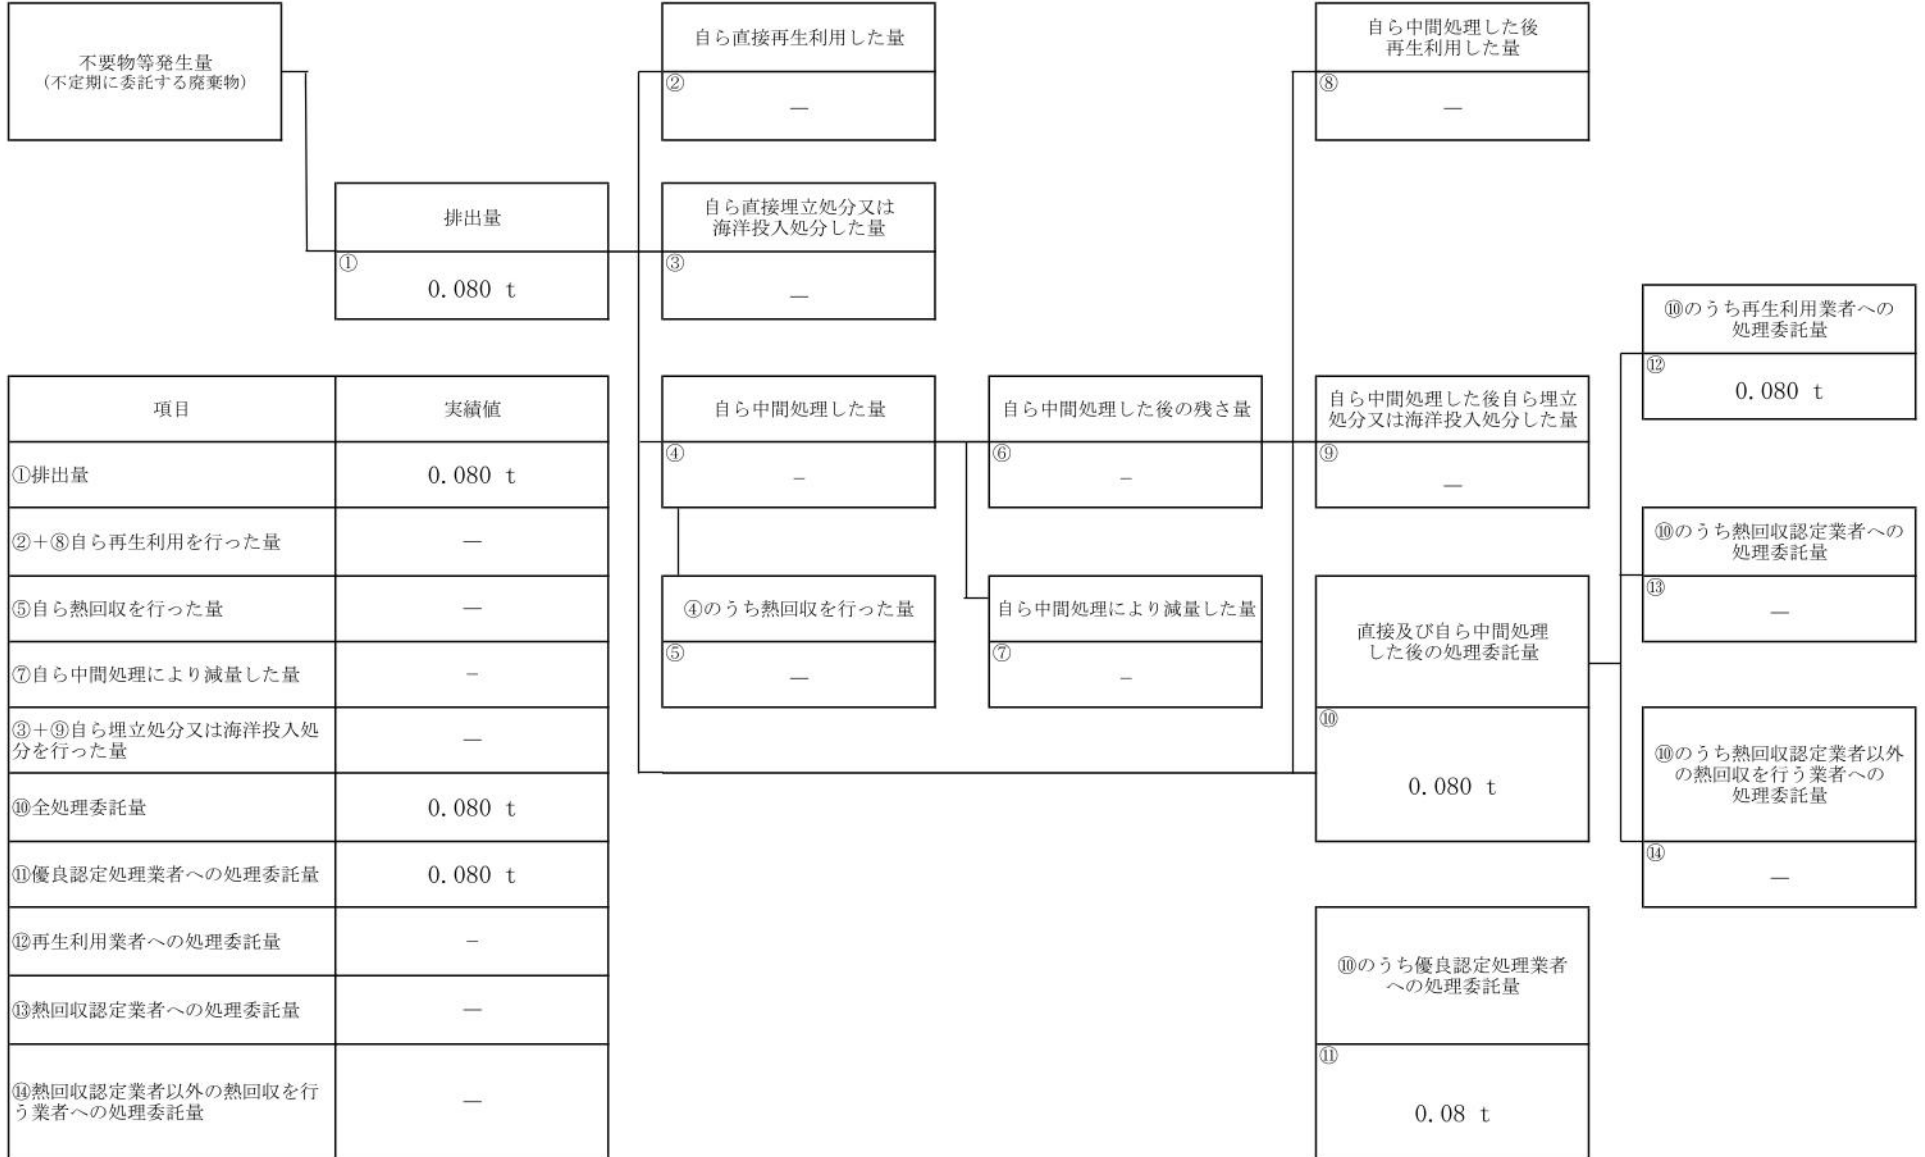 不要物等発生量
(不定期に委託する廃棄物)
自ら直接再生利用した量
②
―
自ら中間処理した後
再生利用した量
⑧
―
排出量
①
0.080 t
自ら直接埋立処分又は
海洋投入処分した量
③
―
⑩のうち再生利用業者への
処理委託量
⑫
0.080 t
項目
実績値
①排出量
0.080 t
②+⑧自ら再生利用を行った量
―
⑤自ら熱回収を行った量
―
⑦自ら中間処理により減量した量
-
③+⑨自ら埋立処分又は海洋投入処
分を行った量
―
⑩全処理委託量
0.080 t
⑪優良認定処理業者への処理委託量
0.080 t
⑫再生利用業者への処理委託量
-
⑬熱回収認定業者への処理委託量
―
⑭熱回収認定業者以外の熱回収を行
う業者への処理委託量
―
自ら中間処理した量
④
-
自ら中間処理した後の残さ量
⑥
-
自ら中間処理した後自ら埋立
処分又は海洋投入処分した量
⑨
―
④のうち熱回収を行った量
⑤
―
自ら中間処理により減量した量
⑦
-
直接及び自ら中間処理
した後の処理委託量
⑩
0.080 t
⑩のうち熱回収認定業者への
処理委託量
⑬
―
⑩のうち熱回収認定業者以外
の熱回収を行う業者への
処理委託量
⑭
―
⑩のうち優良認定処理業者
への処理委託量
⑪
0.08 t